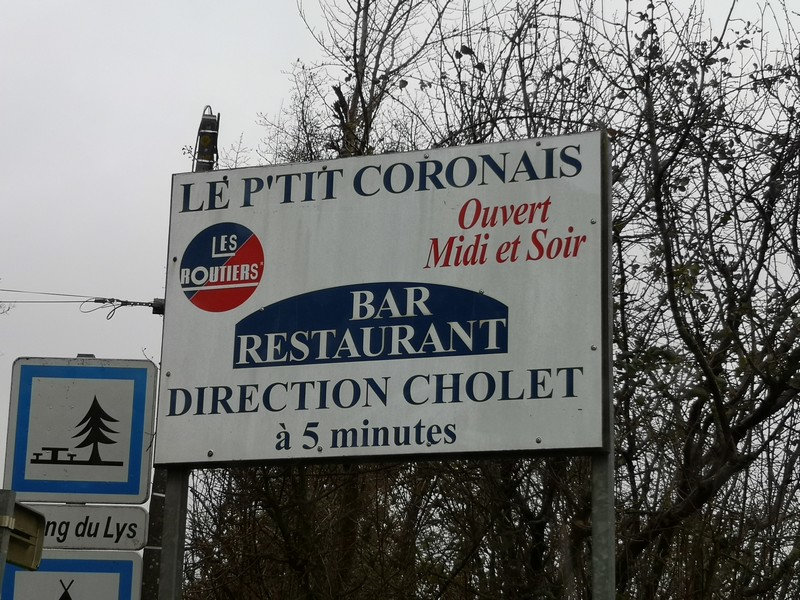 LE P'TIT CORONAIS
Ouvert
Midi et Soir
LES
ROUTIERS
BAR
RESTAURANT
DIRECTION CHOLET
à 5 minutes
ng du Lys